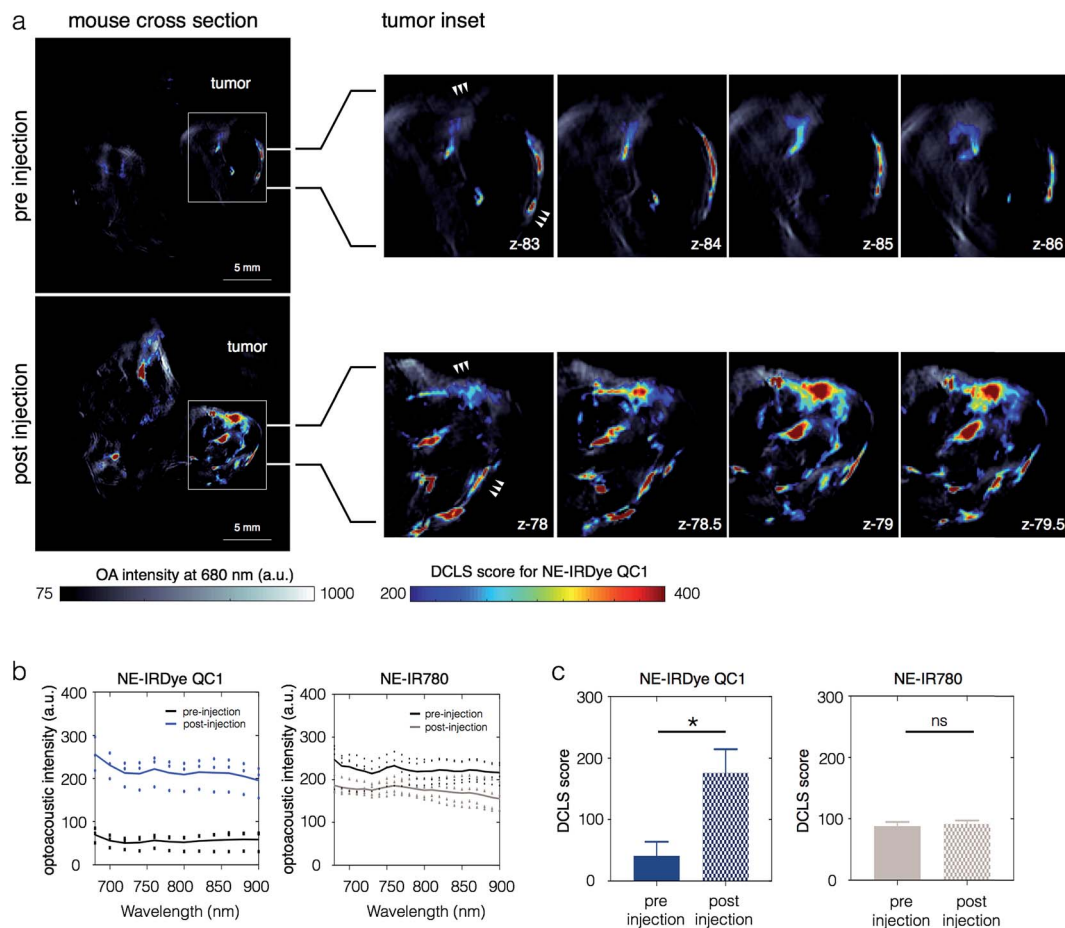 a
mouse cross section
tumor inset
pre injection
tumor
5 mm
z-83
z-84
z-85
z-86
post injection
tumor
5 mm
z-78
z-78.5
z-79
z-79.5
OA intensity at 680 nm (a.u.)
75
1000
DCLS score for NE-IRDye QC1
200
400
b
NE-IRDye QC1
optoacoustic intensity (a.u.)
400
300
200
100
0
pre-injection
post-injection
700
750
800
850
900
Wavelength (nm)
NE-IR780
optoacoustic intensity (a.u.)
400
300
200
100
0
pre-injection
post-injection
700
750
800
850
900
Wavelength (nm)
c
NE-IRDye QC1
DCLS score
300
200
100
0
*
pre
injection
post
injection
NE-IR780
DCLS score
300
200
100
0
ns
pre
injection
post
injection